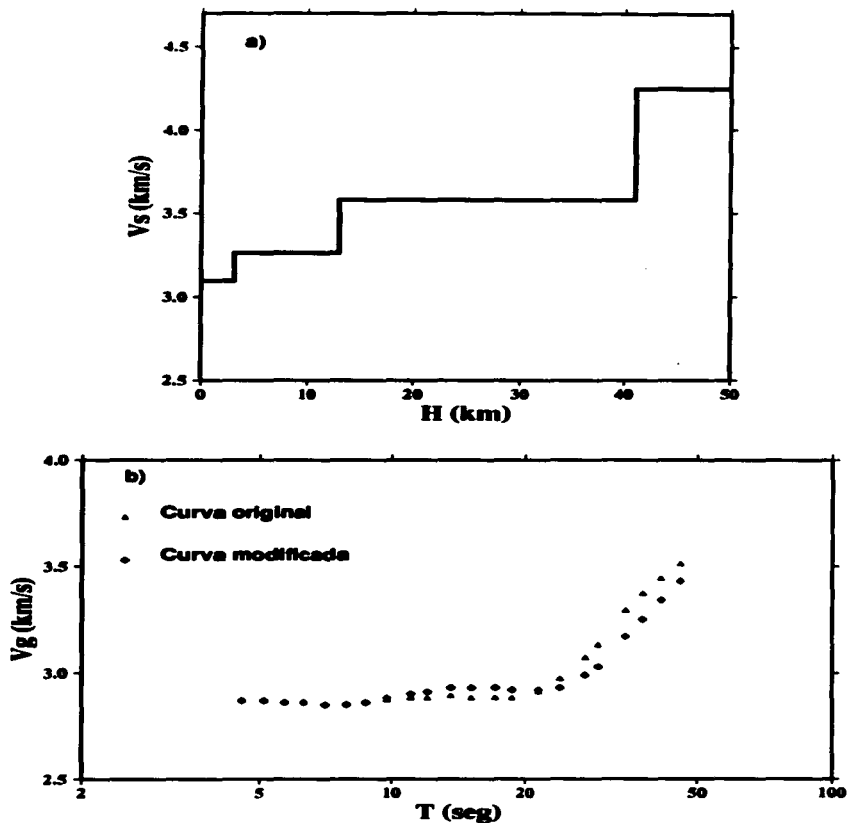 a)
4.5
4.0
3.5
3.0
2.5
Vs (km/s)
0 10 20 30 40 50
H (km)
b)
Curva original
Curva modificada
4.0
3.5
3.0
2.5
Vg (km/s)
2 5 10 20 50 100
T (seg)